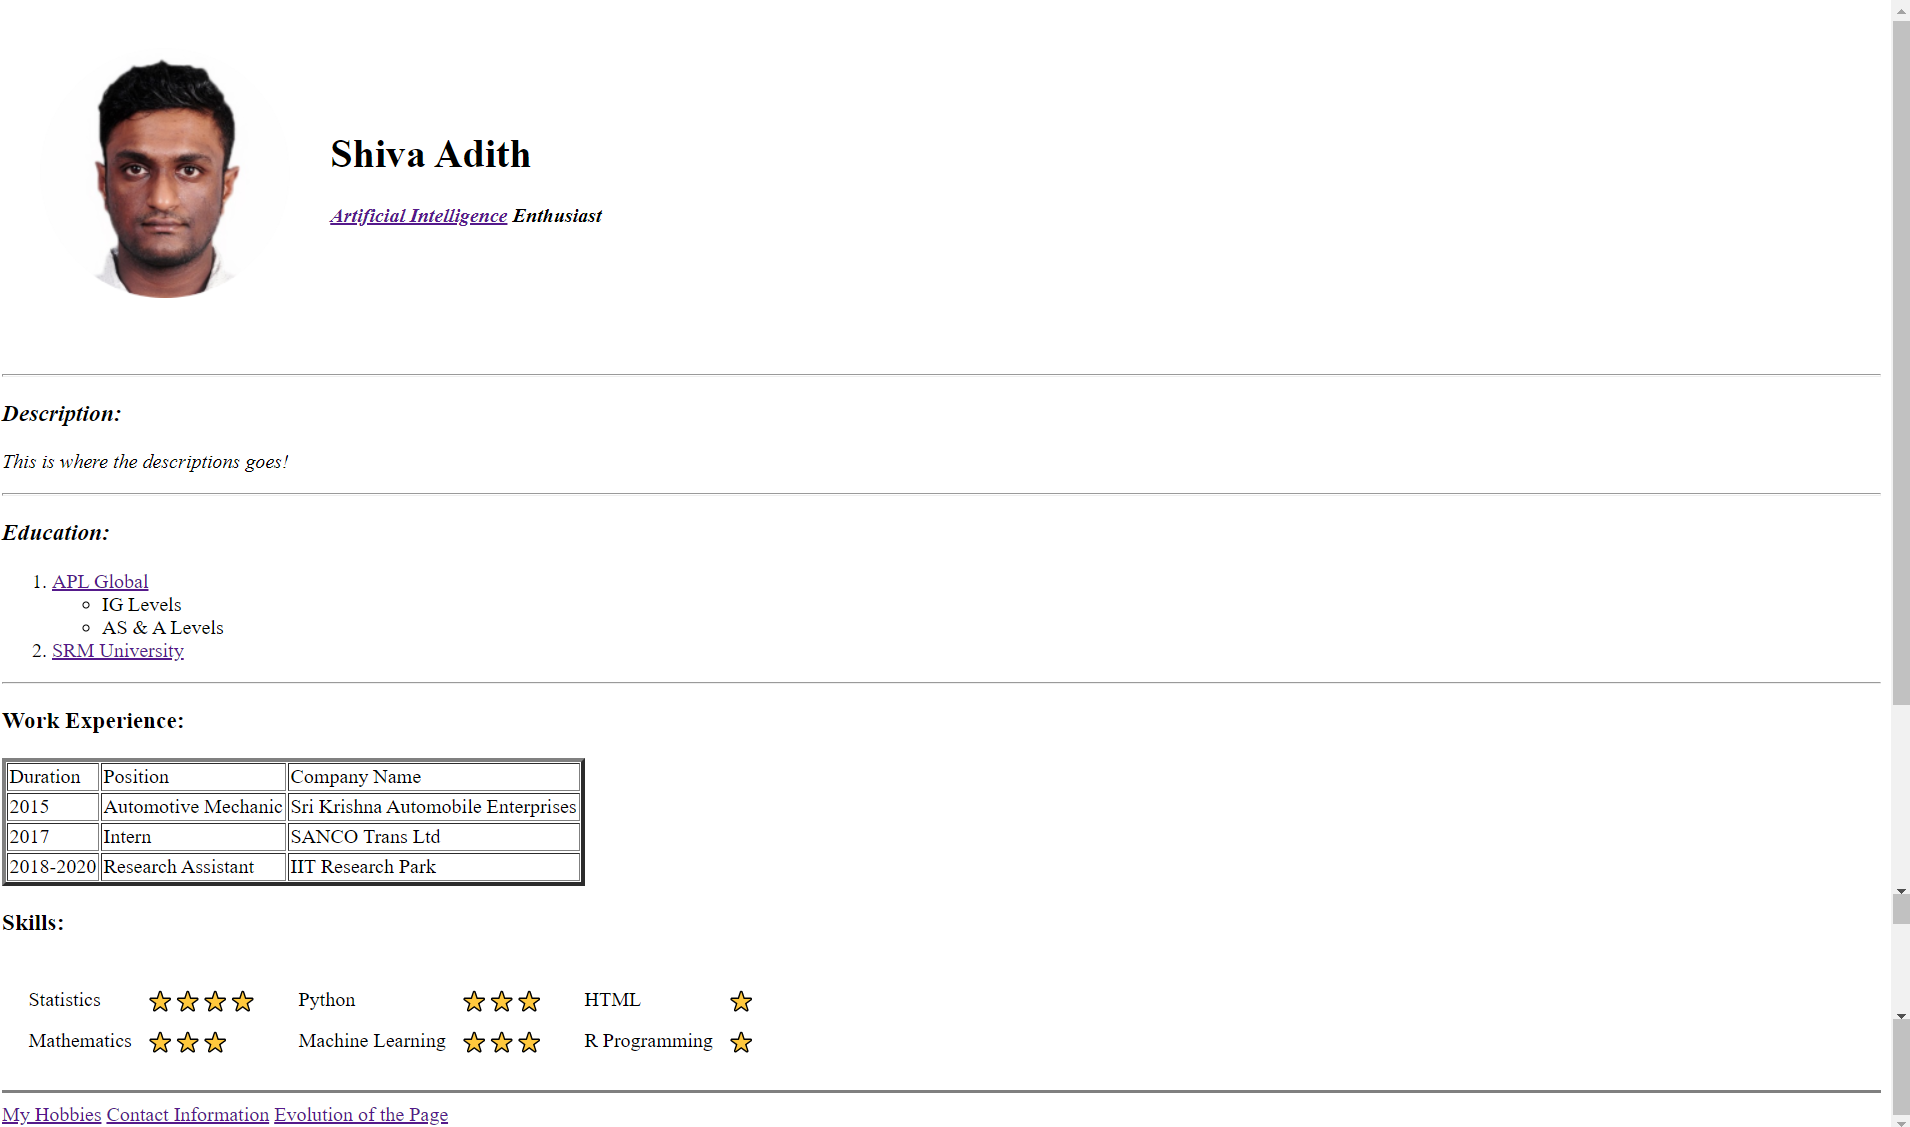 Shiva Adith
Artificial Intelligence Enthusiast
Description:
This is where the descriptions goes!
Education:
1. APL Global
IG Levels
AS & A Levels
2. SRM University
Work Experience:
Duration Position Company Name
2015 Automotive Mechanic Sri Krishna Automobile Enterprises
2017 Intern SANCO Trans Ltd
2018-2020 Research Assistant IIT Research Park
Skills:
Statistics Python HTML
Mathematics Machine Learning R Programming
My Hobbies Contact Information Evolution of the Page